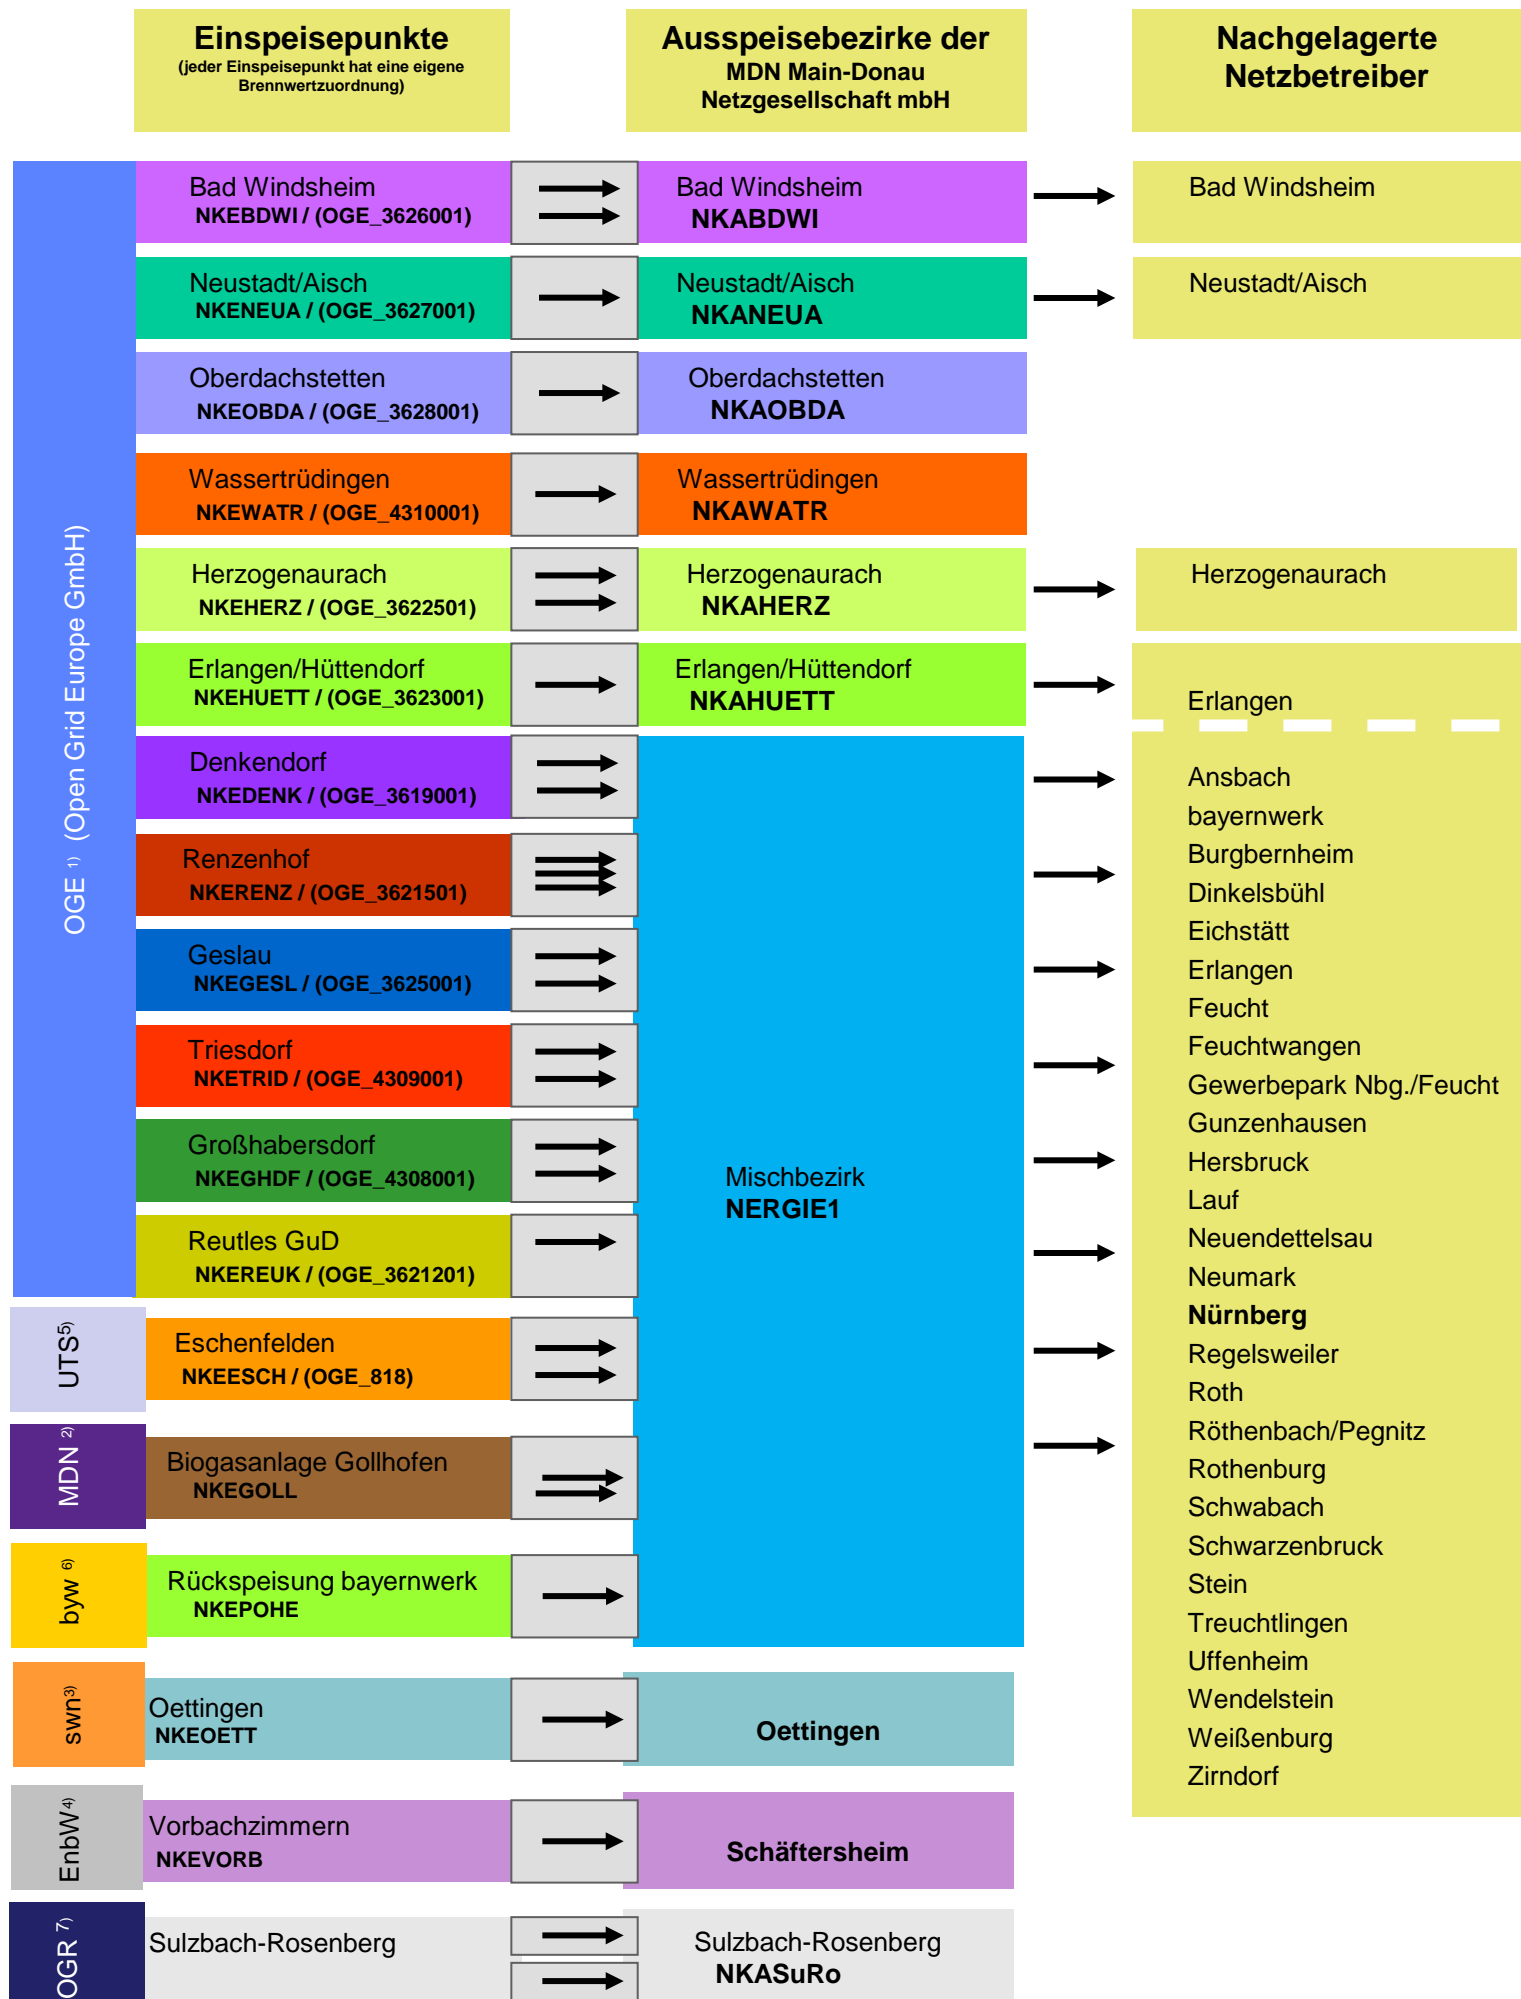 Einspeisepunkte
(jeder Einspeisepunkt hat eine eigene
Brennwertzuordnung)
Ausspeisebezirke der
MDN Main-Donau
Netzgesellschaft mbH
Nachgelagerte
Netzbetreiber
OGE 1) (Open Grid Europe GmbH)
Bad Windsheim
NKEBDWI / (OGE_3626001)
Bad Windsheim
NKABDWI
Bad Windsheim
Neustadt/Aisch
NKENEUA / (OGE_3627001)
Neustadt/Aisch
NKANEUA
Neustadt/Aisch
Oberdachstetten
NKEOBDA / (OGE_3628001)
Oberdachstetten
NKAOBDA
Wassertrüdingen
NKEWATR / (OGE_4310001)
Wassertrüdingen
NKAWATR
Herzogenaurach
NKEHERZ / (OGE_3622501)
Herzogenaurach
NKAHERZ
Herzogenaurach
Erlangen/Hüttendorf
NKEHUETT / (OGE_3623001)
Erlangen/Hüttendorf
NKAHUETT
Erlangen
Denkendorf
NKEDENK / (OGE_3619001)
Renzenhof
NKERENZ / (OGE_3621501)
Geslau
NKEGESL / (OGE_3625001)
Triesdorf
NKETRID / (OGE_4309001)
Großhabersdorf
NKEGHDF / (OGE_4308001)
Reutles GuD
NKEREUK / (OGE_3621201)
UTS5)
Eschenfelden
NKEESCH / (OGE_818)
MDN 2)
Biogasanlage Gollhofen
NKEGOLL
byw 6)
Rückspeisung bayernwerk
NKEPOHE
Mischbezirk
NERGIE1
Ansbach
bayernwerk
Burgbernheim
Dinkelsbühl
Eichstätt
Erlangen
Feucht
Feuchtwangen
Gewerbepark Nbg./Feucht
Gunzenhausen
Hersbruck
Lauf
Neuendettelsau
Neumark
Nürnberg
Regelsweiler
Roth
Röthenbach/Pegnitz
Rothenburg
Schwabach
Schwarzenbruck
Stein
Treuchtlingen
Uffenheim
Wendelstein
Weißenburg
Zirndorf
swn3)
Oettingen
NKEOETT
Oettingen
EnbW4)
Vorbachzimmern
NKEVORB
Schäftersheim
OGR 7)
Sulzbach-Rosenberg
Sulzbach-Rosenberg
NKASuRo